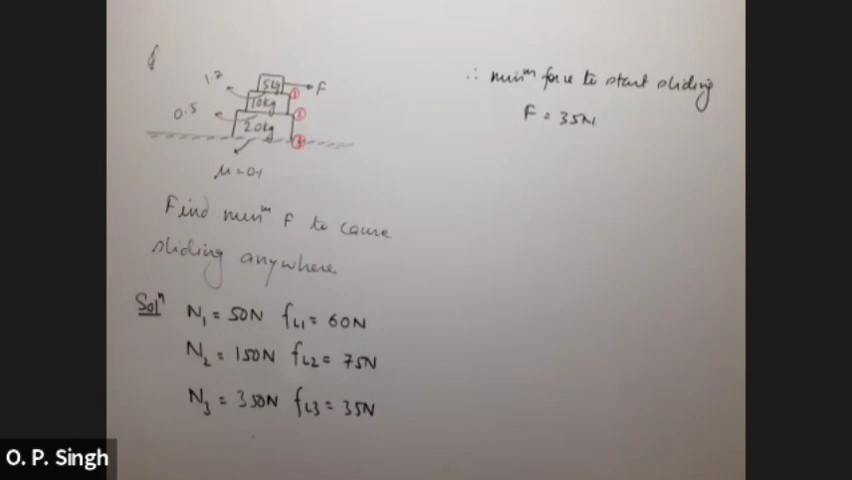 5kg
F
1.2
10kg
0.5
20kg
1
2
3
μ = 0.1
Find minᵐ F to cause
sliding anywhere
Solⁿ
N₁ = 50N fL1 = 60N
N₂ = 150N fL2 = 75N
N₃ = 350N fL3 = 35N
∴ minᵐ force to start sliding
F = 35N
O. P. Singh